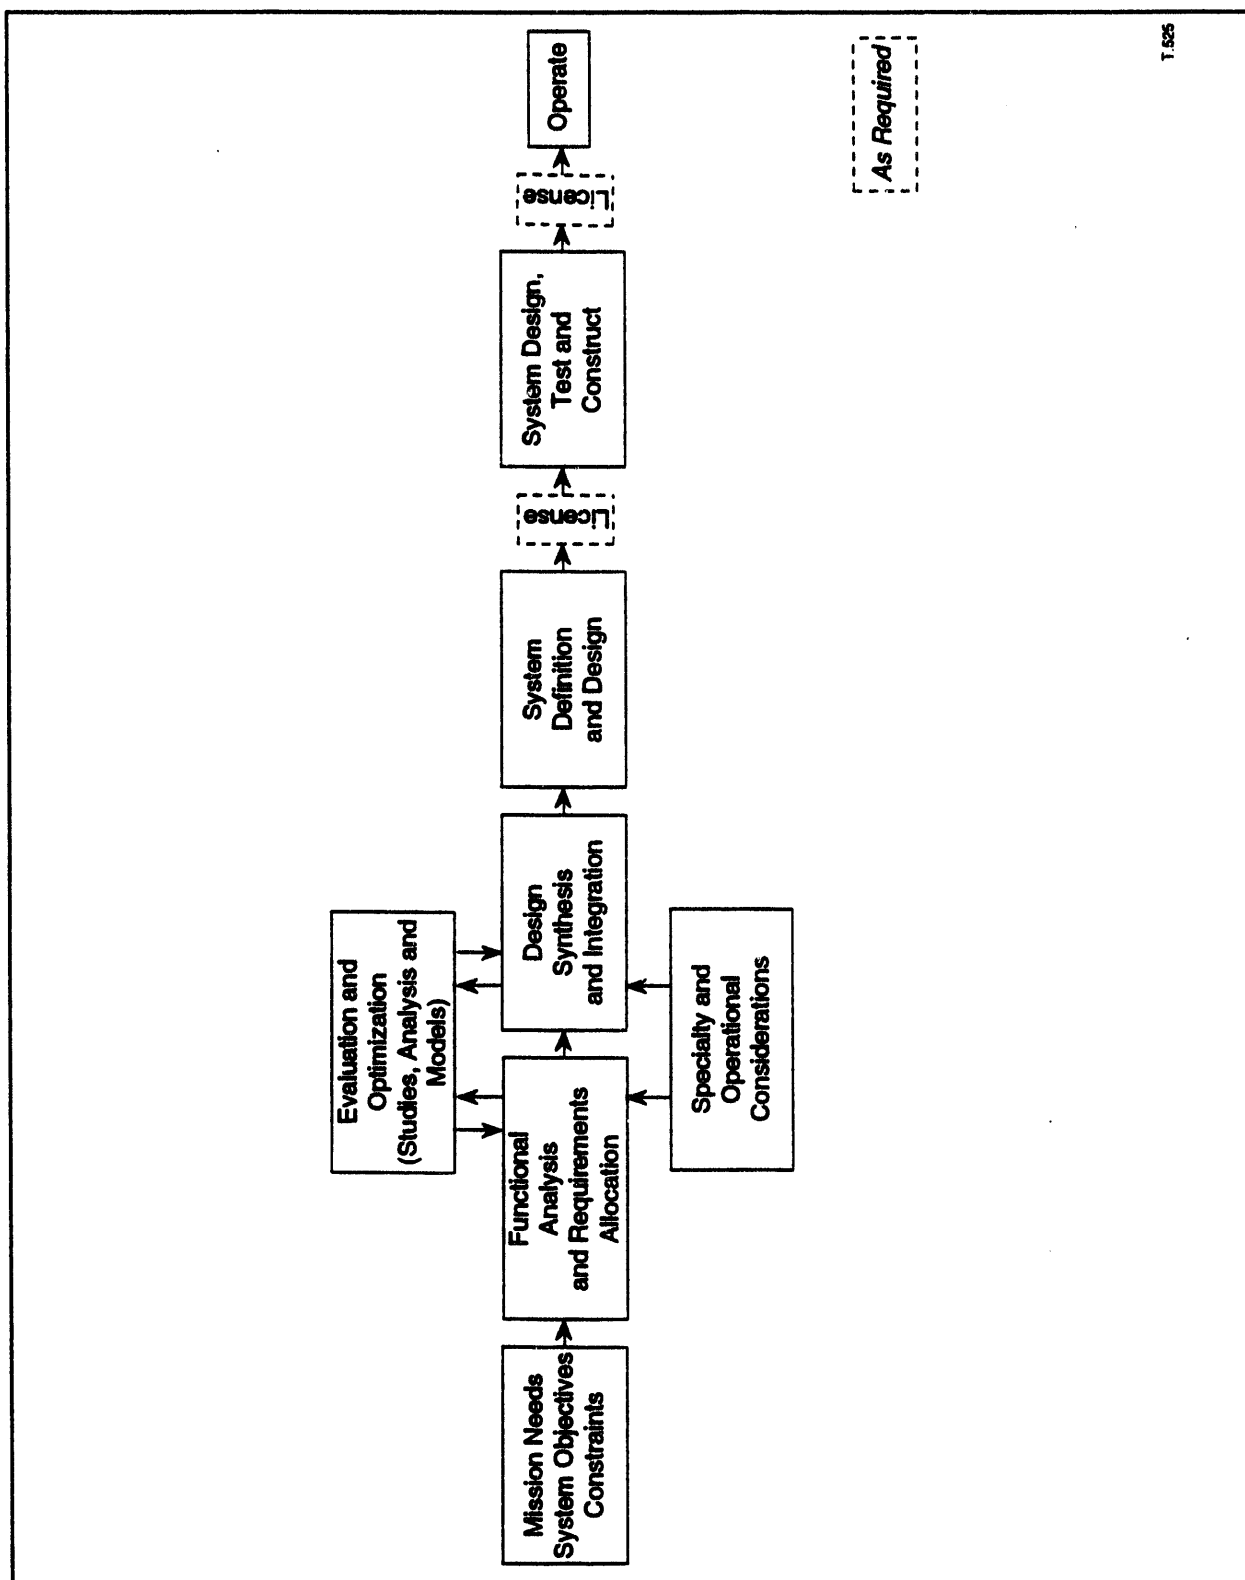 Mission Needs
System Objectives
Constraints
Functional
Analysis
and Requirements
Allocation
Evaluation and
Optimization
(Studies, Analysis and
Models)
Specialty and
Operational
Considerations
Design
Synthesis
and Integration
System
Definition
and Design
License
System Design,
Test and
Construct
License
Operate
As Required
T.525